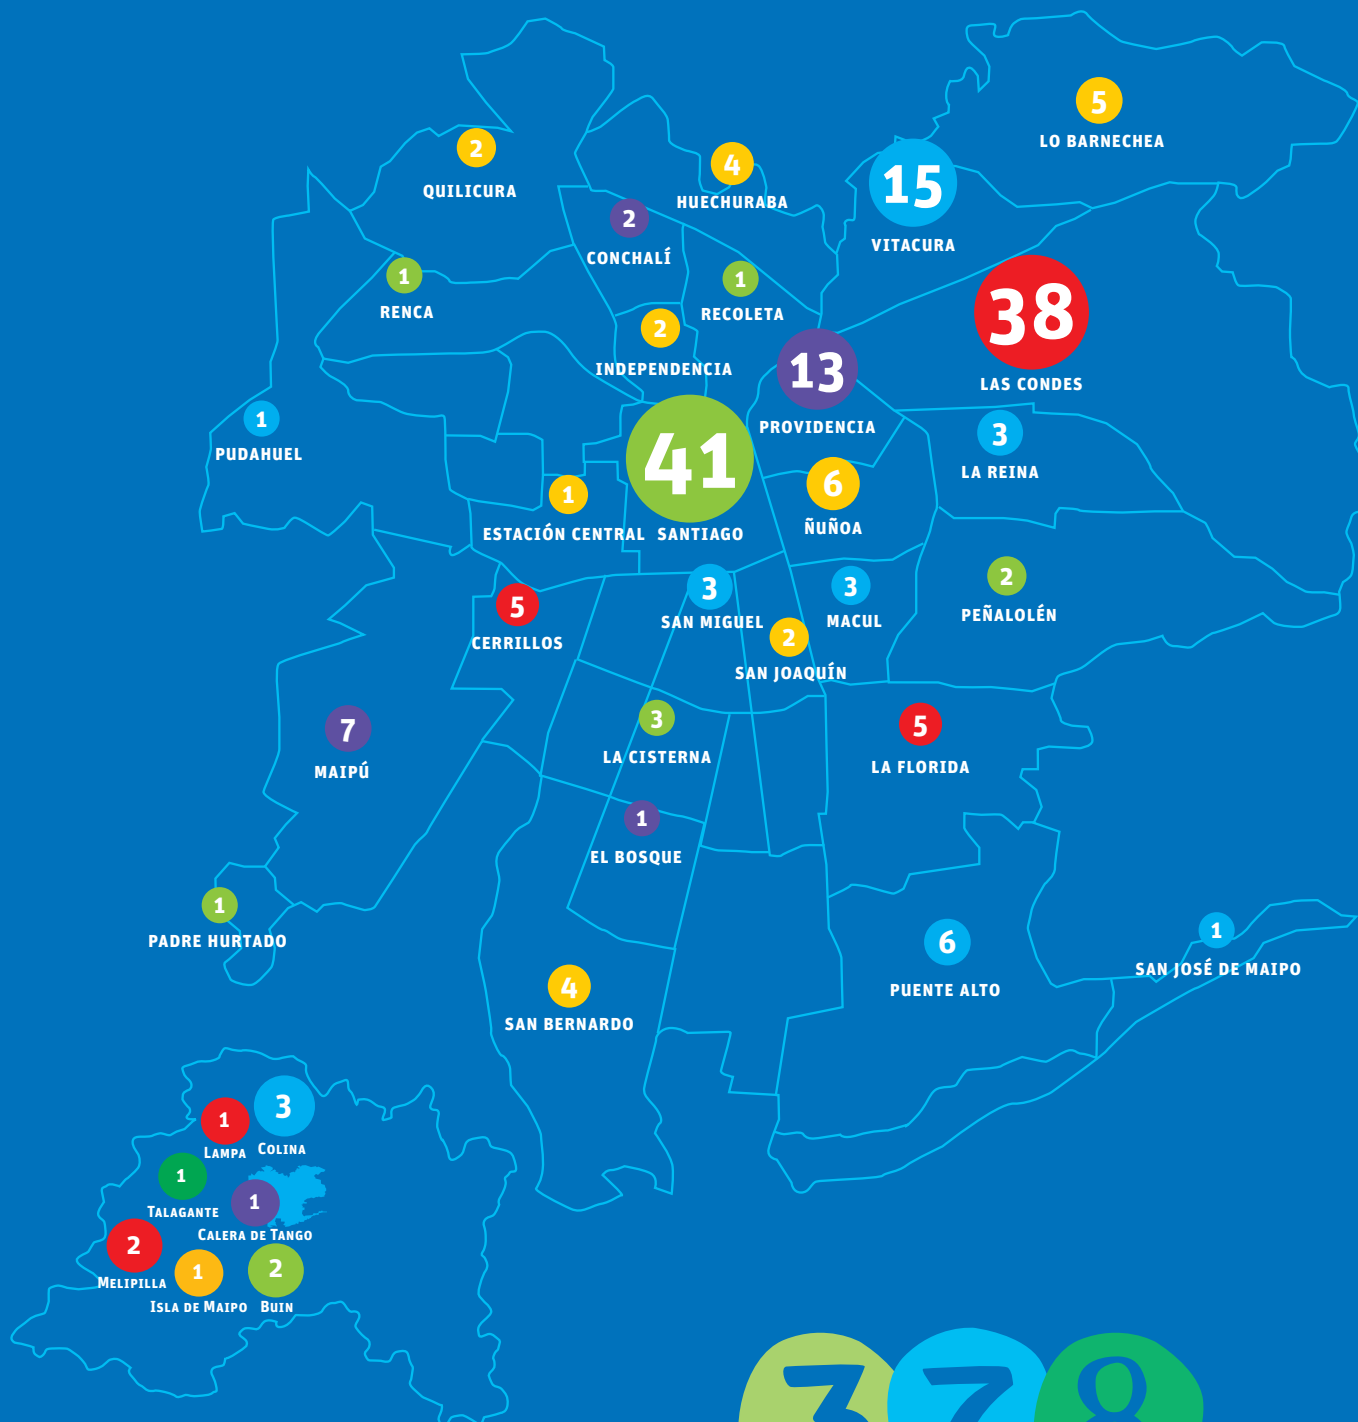 5
LO BARNECHEA
2
QUILICURA
4
HUECHURABA
15
VITACURA
2
CONCHALÍ
1
RENCA
1
RECOLETA
38
LAS CONDES
2
INDEPENDENCIA
13
PROVIDENCIA
1
PUDAHUEL
3
LA REINA
41
SANTIAGO
6
ÑUÑOA
1
ESTACIÓN CENTRAL
2
PEÑALOLÉN
3
SAN MIGUEL
3
MACUL
5
CERRILLOS
2
SAN JOAQUÍN
3
LA CISTERNA
5
LA FLORIDA
7
MAIPÚ
1
EL BOSQUE
1
PADRE HURTADO
6
PUENTE ALTO
1
SAN JOSÉ DE MAIPO
4
SAN BERNARDO
3
COLINA
1
LAMPA
1
TALAGANTE
1
CALERA DE TANGO
2
MELIPILLA
1
ISLA DE MAIPO
2
BUIN
378